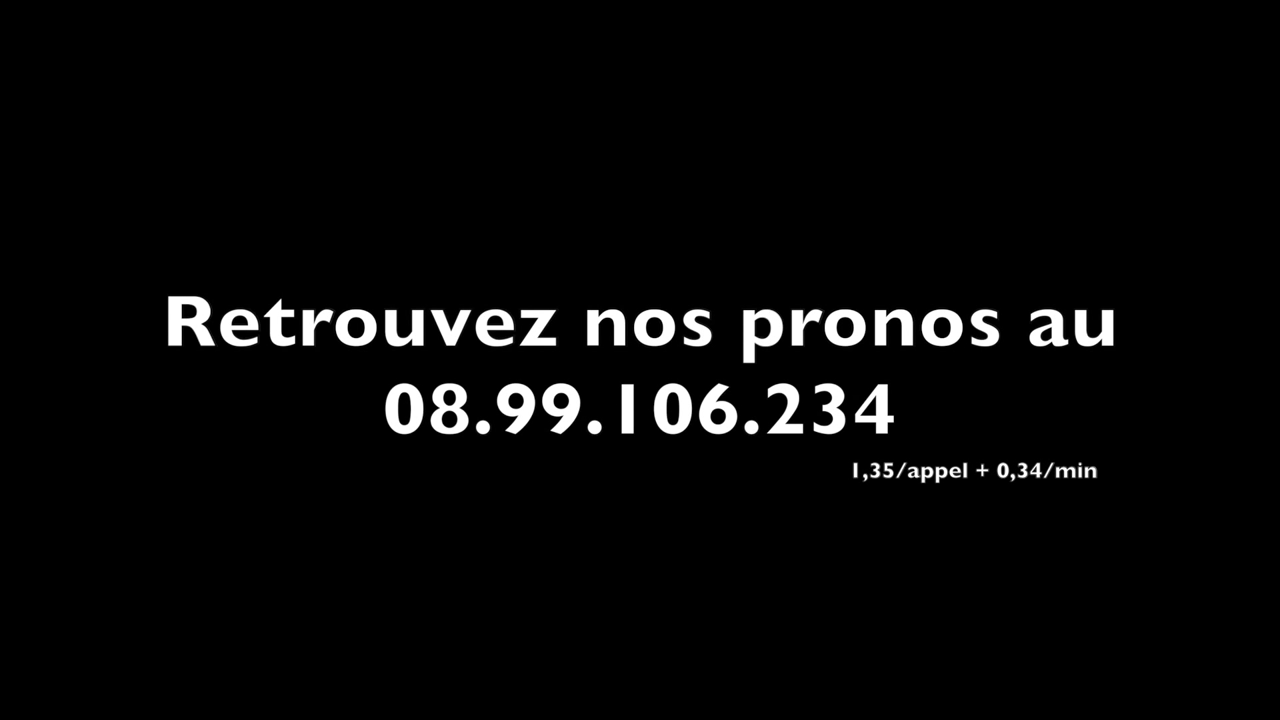 Retrouvez nos pronos au
08.99.106.234
1,35/appel + 0,34/min